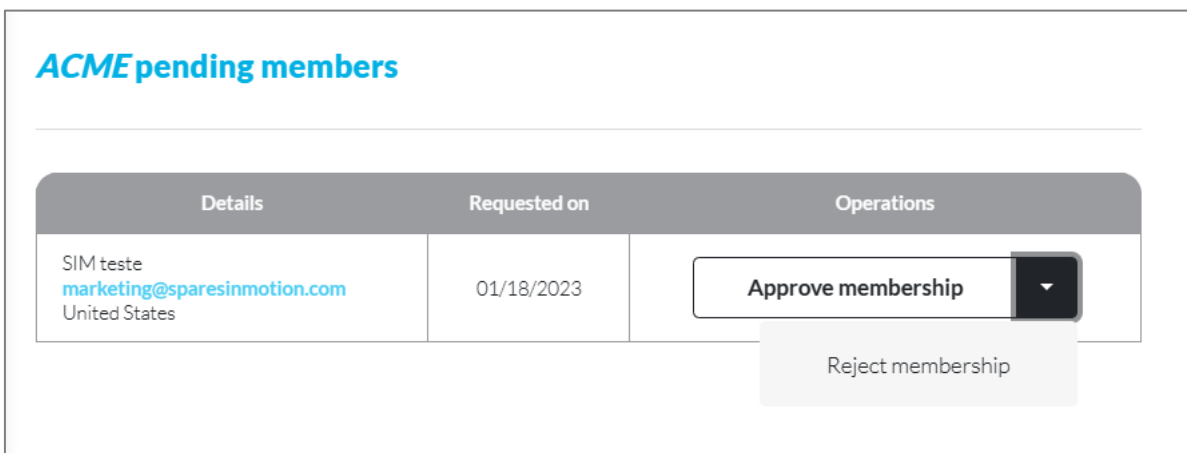 ACME pending members
Details
Requested on
Operations
SIM teste
marketing@sparesinmotion.com
United States
01/18/2023
Approve membership
Reject membership